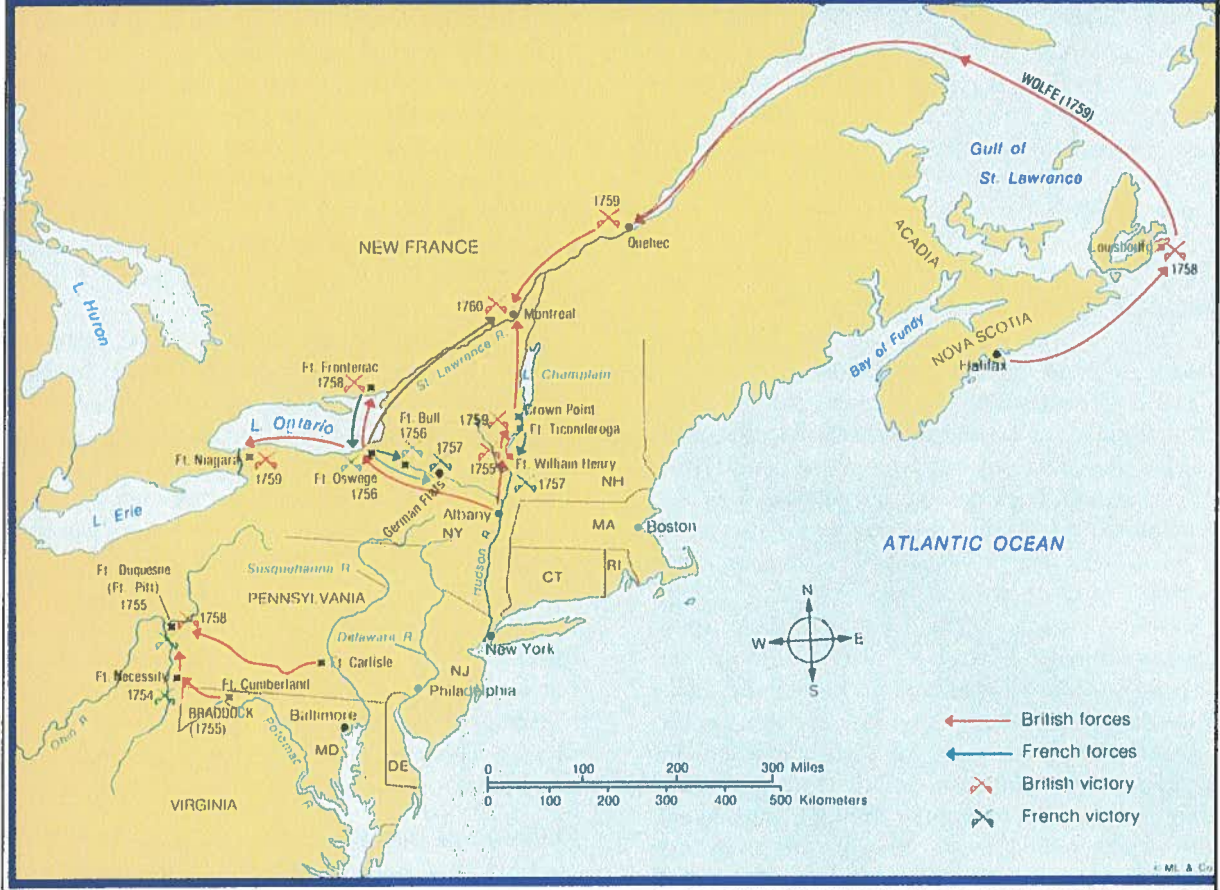 WOLFE (1759)
Gulf of
St. Lawrance
1759
Quebec
NEW FRANCE
ACADIA
Louisbourg
1758
L. Huron
1760
Montreal
St. Lawrance R.
Bay of Fundy
NOVA SCOTIA
Halifax
Ft. Frontenac
1758
L. Champlain
L. Ontario
Ft. Bull
1756
1757
1759
Crown Point
Ft. Ticonderoga
Ft. Niagara
1759
Ft. Oswego
1756
German Flats
1755
Ft. William Henry
1757
NH
L. Erie
Albany
NY
MA
Boston
ATLANTIC OCEAN
Hudson R.
CT
RI
Ft. Duquesne
(Ft. Pitt)
1755
1758
Susquehanna R.
PENNSYLVANIA
Delaware R.
New York
N
W
E
S
Ft. Carlisle
NJ
Philadelphia
Ft. Necessity
1754
Ft. Cumberland
BRADDOCK
(1755)
Ohio R.
Potomac R.
Baltimore
MD
DE
VIRGINIA
0 100 200 300 Miles
0 100 200 300 400 500 Kilometers
British forces
French forces
British victory
French victory
© ML & Co